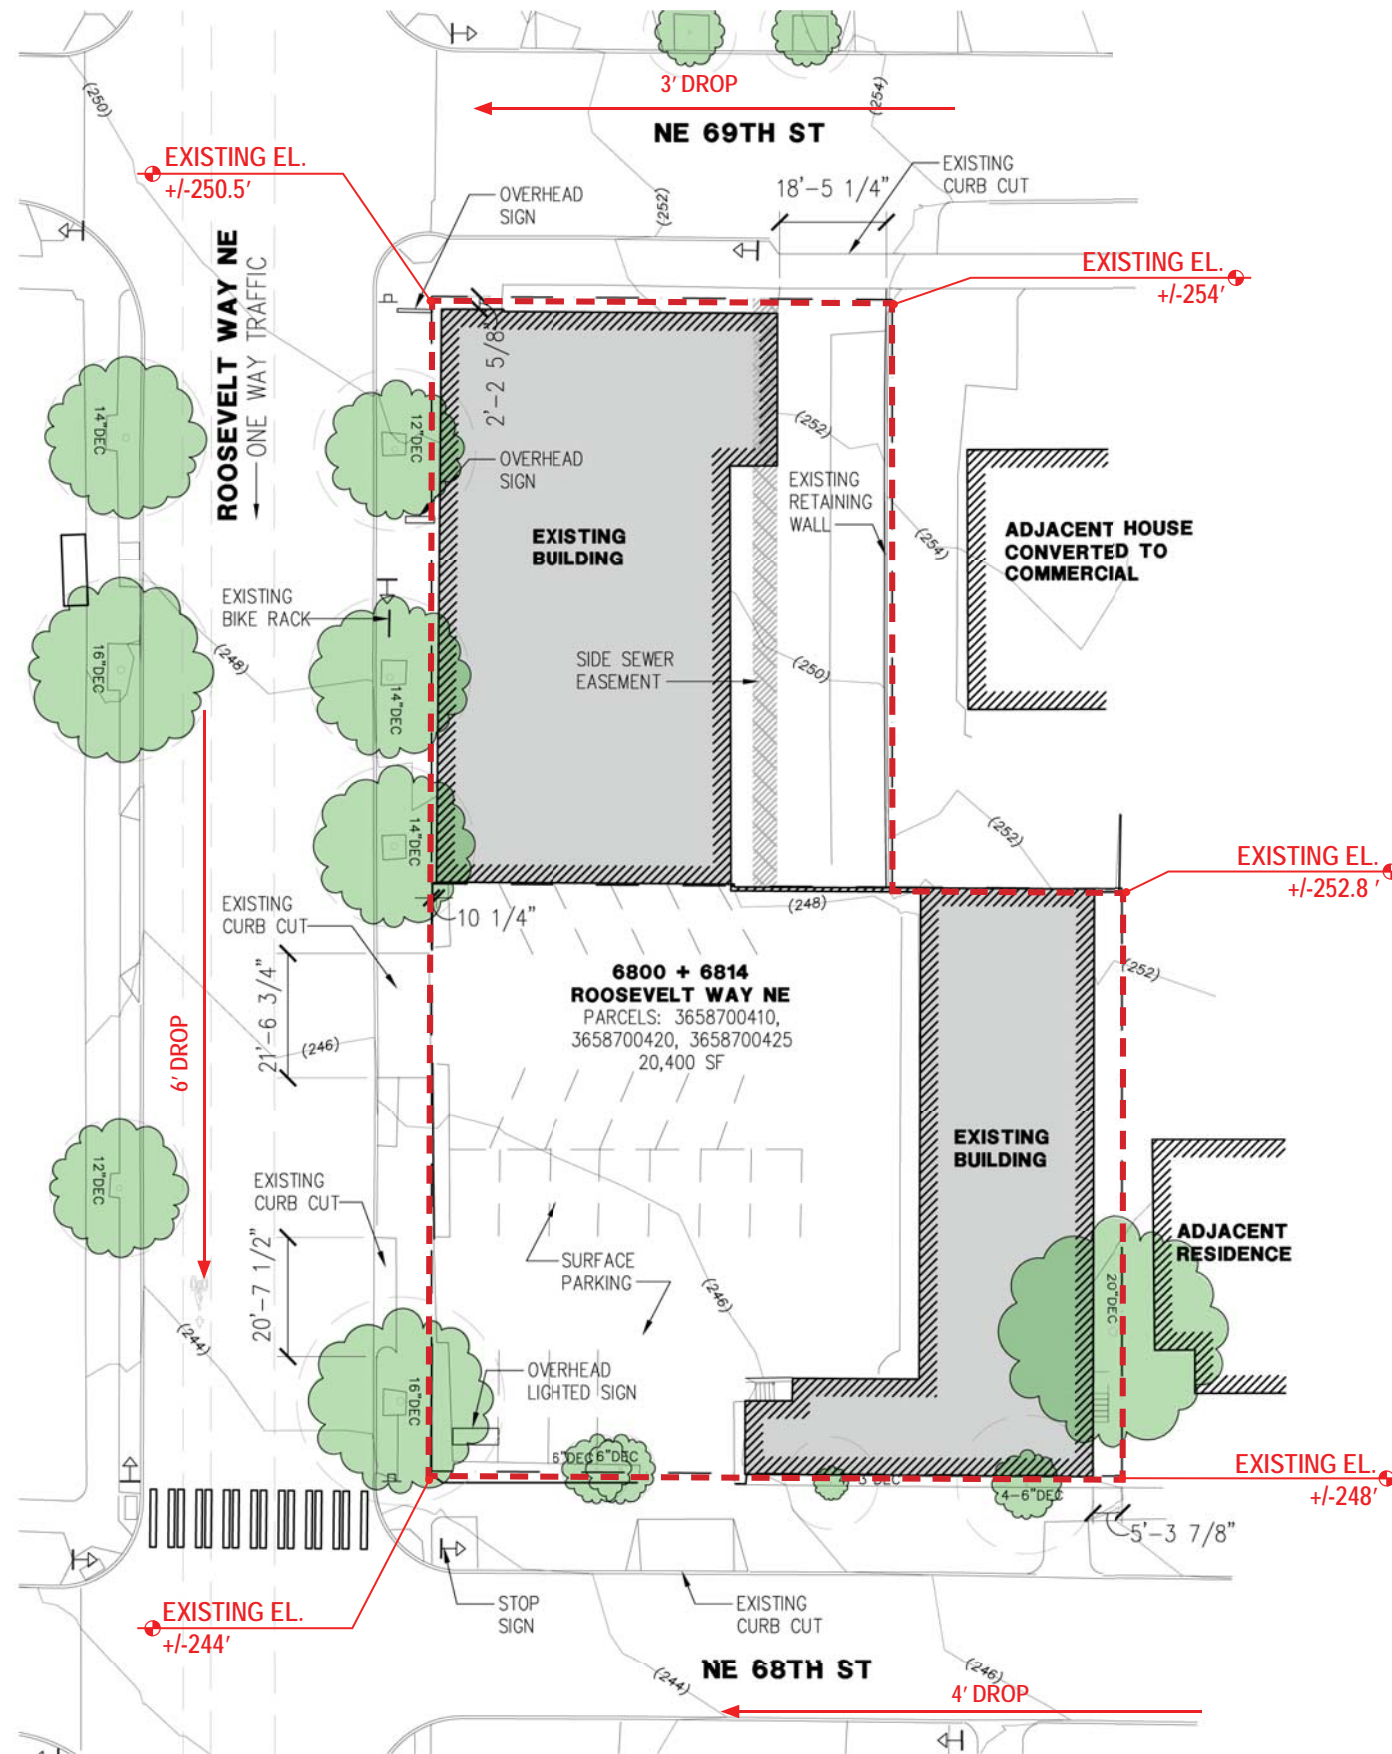 3' DROP
(250)
(254)
NE 69TH ST
EXISTING EL.
+/-250.5'
EXISTING
CURB CUT
18'-5 1/4"
OVERHEAD
SIGN
(252)
ROOSEVELT WAY NE
ONE WAY TRAFFIC
EXISTING EL.
+/-254'
2'-2 5/8"
14"DEC
12"DEC
(252)
OVERHEAD
SIGN
EXISTING
RETAINING
WALL
EXISTING
BUILDING
(254)
ADJACENT HOUSE
CONVERTED TO
COMMERCIAL
EXISTING
BIKE RACK
(248)
16"DEC
14"DEC
SIDE SEWER
EASEMENT
(250)
14"DEC
(252)
EXISTING EL.
+/-252.8 '
EXISTING
CURB CUT
10 1/4"
(248)
21'-6 3/4"
6800 + 6814
ROOSEVELT WAY NE
PARCELS: 3658700410,
3658700420, 3658700425
20,400 SF
(252)
6' DROP
(246)
12"DEC
EXISTING
BUILDING
EXISTING
CURB CUT
20'-7 1/2"
SURFACE
PARKING
ADJACENT
RESIDENCE
20"DEC
(246)
(244)
OVERHEAD
LIGHTED SIGN
16"DEC
6"DEC
6"DEC
4-6"DEC
EXISTING EL.
+/-248'
5'-3 7/8"
STOP
SIGN
EXISTING
CURB CUT
EXISTING EL.
+/-244'
NE 68TH ST
(244)
(246)
4' DROP